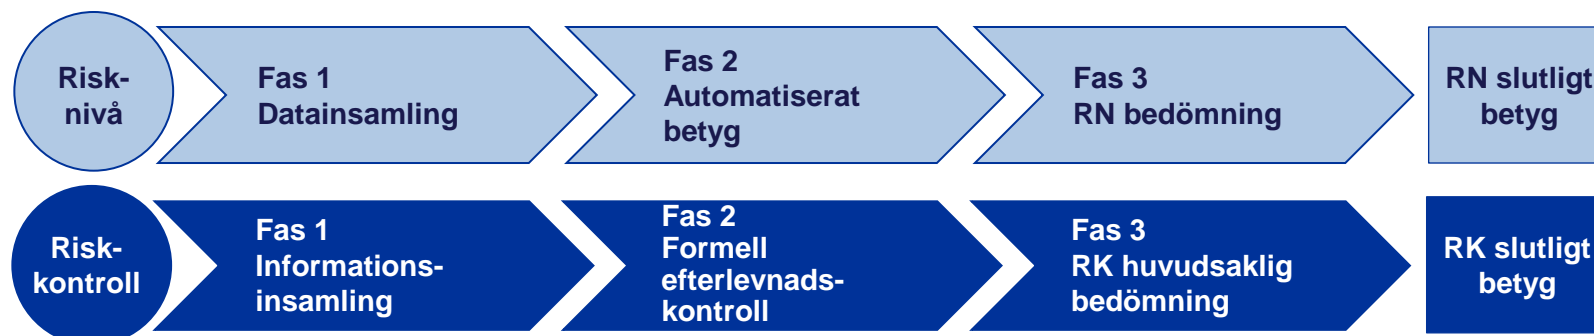 Risk-
nivå
Fas 1
Datainsamling
Fas 2
Automatiserat
betyg
Fas 3
RN bedömning
RN slutligt
betyg
Risk-
kontroll
Fas 1
Informations-
insamling
Fas 2
Formell
efterlevnads-
kontroll
Fas 3
RK huvudsaklig
bedömning
RK slutligt
betyg